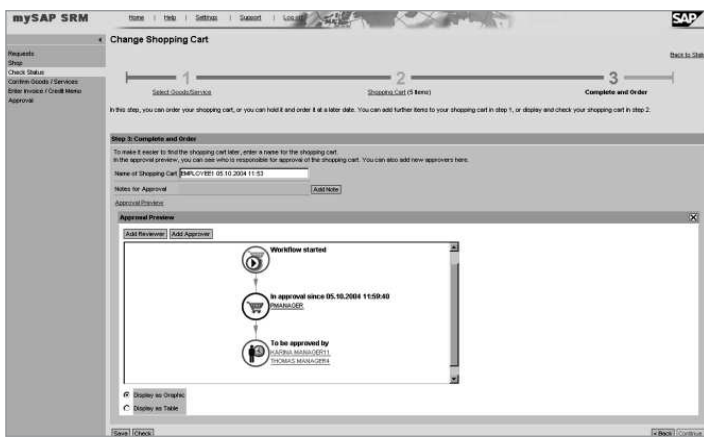 mySAP SRM
Home | Help | Settings | Support |
SAP
Change Shopping Cart
Requests
Shop
Check Status
Confirm Goods / Services
Enter Invoice / Credit Memo
Approval
1
2
3
Select Goods/Service
Shopping Cart (5 Items)
Complete and Order
In this step, you can order your shopping cart, or you can hold it and order it at a later date. You can add further items to your shopping cart in step 1, or display and check your shopping cart in step 2.
Step 3: Complete and Order
To make it easier to find the shopping cart later, enter a name for the shopping cart.
In the approval preview, you can see who is responsible for approval of the shopping cart. You can also add new approvers here.
Name of Shopping Cart EMPLOYEE1 05.10.2004 11:53
Notes for Approval Add Note
Approval Preview
Approval Preview
Add Reviewer Add Approver
Workflow started
In approval since 05.10.2004 11:59:40
PMANAGER
To be approved by
KARINA MANAGER11
THOMAS MANAGER4
Display as Graphic
Display as Table
Save Check
Back Continue